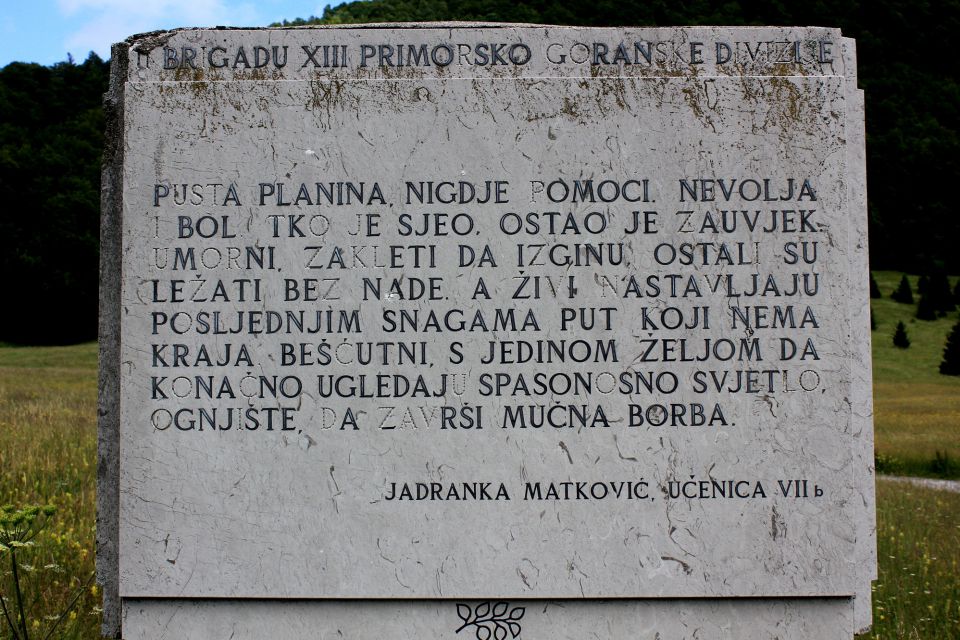 II BRIGADU XIII PRIMORSKO GORANSKE DIVIZIJE
PUSTA PLANINA, NIGDJE POMOCI. NEVOLJA
I BOL. TKO JE SJEO, OSTAO JE ZAUVJEK.
UMORNI, ZAKLETI DA IZGINU, OSTALI SU
LEŽATI BEZ NADE. A ŽIVI NASTAVLJAJU
POSLJEDNJIM SNAGAMA PUT KOJI NEMA
KRAJA, BEŠĆUTNI, S JEDINOM ŽELJOM DA
KONAČNO UGLEDAJU SPASONOSNO SVJETLO,
OGNJIŠTE, DA ZAVRŠI MUČNA BORBA.
JADRANKA MATKOVIĆ, UČENICA VII b